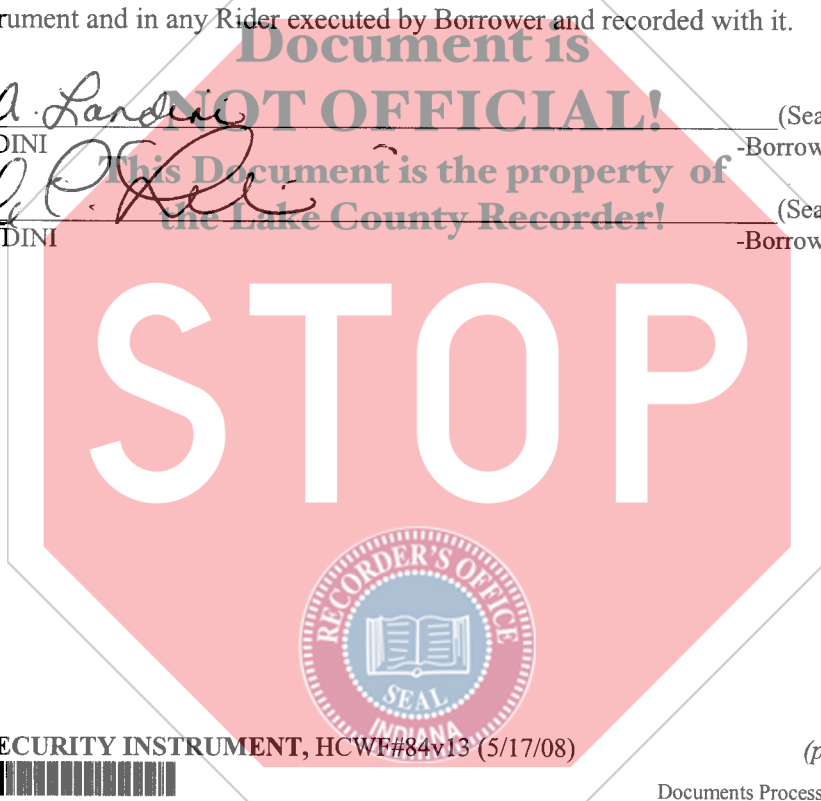 rument and in any Rider executed by Borrower and recorded with it.
Document is
NOT OFFICIAL!
A. Landini
(Sea
DINI
-Borrow
This Document is the property of
the Lake County Recorder!
(Sea
DINI
-Borrow
STOP
RECORDER'S OFFICE
SEAL
INDIANA
ECURITY INSTRUMENT, HCWF#84v13 (5/17/08)
(p
Documents Process